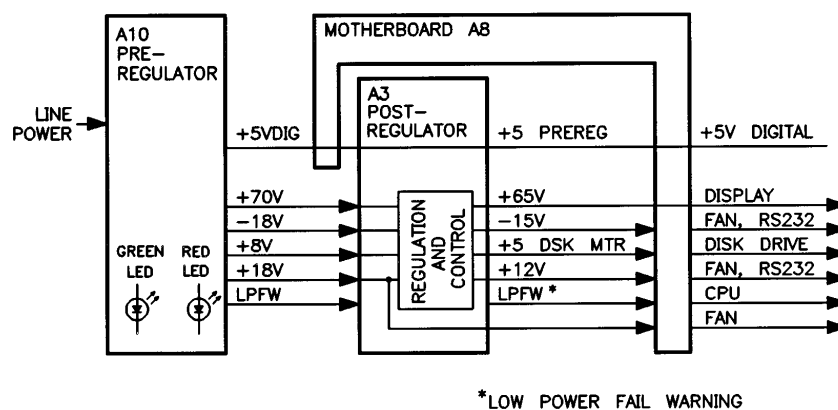 A10
PRE-
REGULATOR
MOTHERBOARD A8
LINE
POWER
A3
POST-
REGULATOR
+5VDIG
+5 PREREG
+5V DIGITAL
+70V
+65V
DISPLAY
-18V
-15V
FAN, RS232
+8V
+5 DSK MTR
DISK DRIVE
+18V
+12V
FAN, RS232
LPFW
LPFW *
CPU
FAN
GREEN
LED
RED
LED
REGULATION
AND
CONTROL
*LOW POWER FAIL WARNING